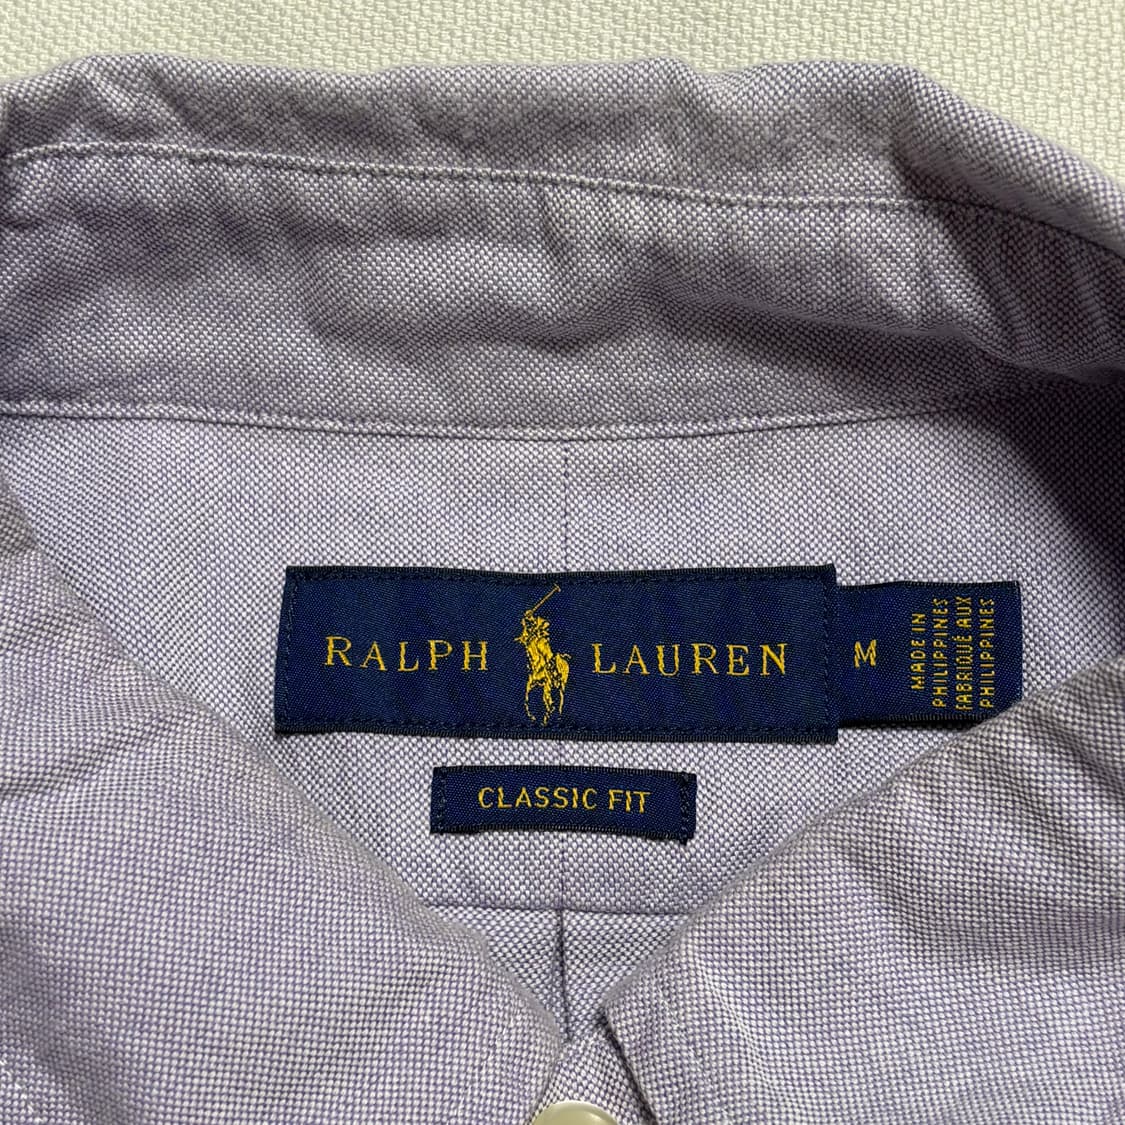 RALPH LAUREN
M
MADE IN
PHILIPPINES
FABRIQUÉ AUX
PHILIPPINES
CLASSIC FIT